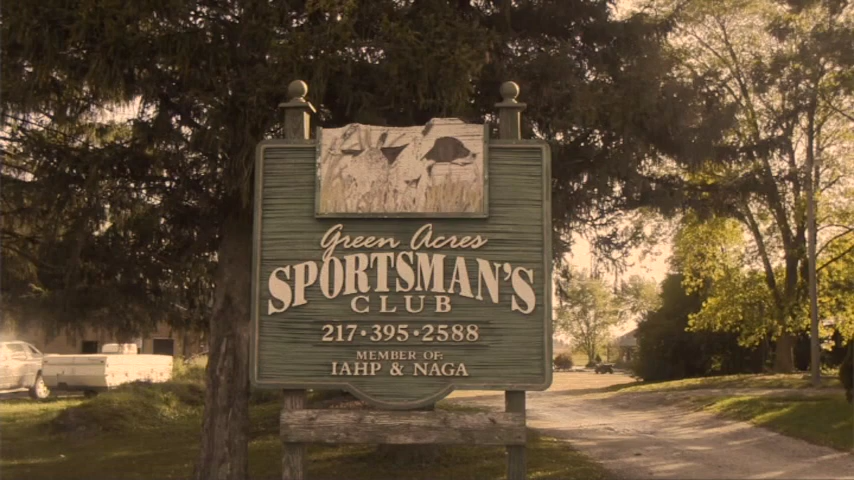 Green Acres
SPORTSMAN'S
CLUB
217•395•2588
MEMBER OF:
IAHP & NAGA